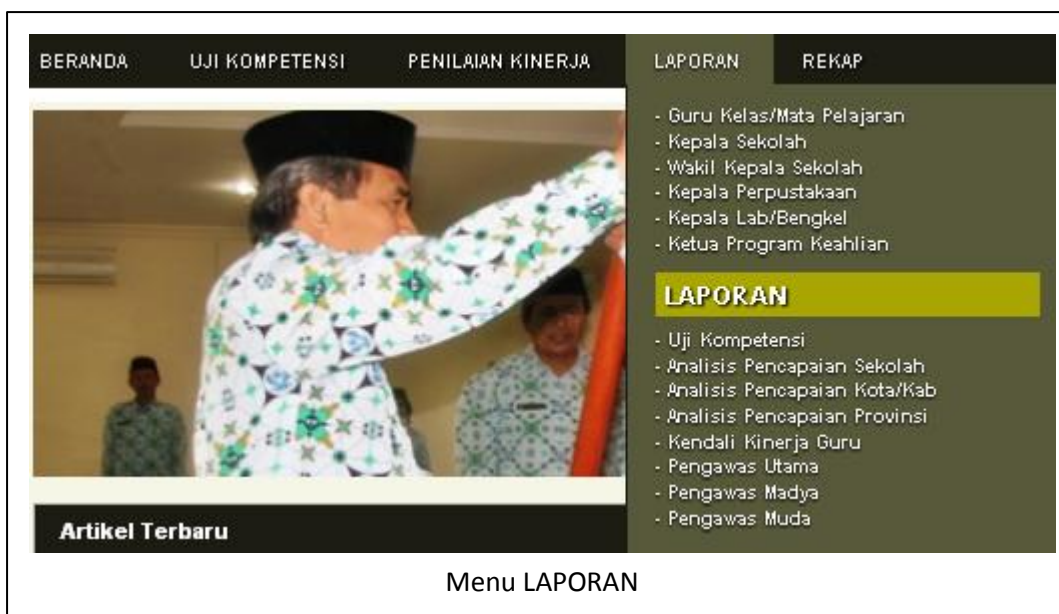 BERANDA UJI KOMPETENSI PENILAIAN KINERJA LAPORAN REKAP
- Guru Kelas/Mata Pelajaran
- Kepala Sekolah
- Wakil Kepala Sekolah
- Kepala Perpustakaan
- Kepala Lab/Bengkel
- Ketua Program Keahlian
LAPORAN
- Uji Kompetensi
- Analisis Pencapaian Sekolah
- Analisis Pencapaian Kota/Kab
- Analisis Pencapaian Provinsi
- Kendali Kinerja Guru
- Pengawas Utama
- Pengawas Madya
- Pengawas Muda
Artikel Terbaru
Menu LAPORAN